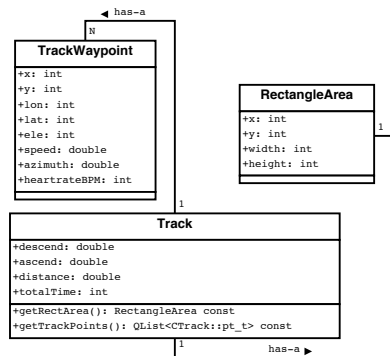 ◄ has-a
N
TrackWaypoint
+x: int
+y: int
+lon: int
+lat: int
+ele: int
+speed: double
+azimuth: double
+heartrateBPM: int
RectangleArea
+x: int
+y: int
+width: int
+height: int
1
1
Track
+descend: double
+ascend: double
+distance: double
+totalTime: int
+getRectArea(): RectangleArea const
+getTrackPoints(): QList<CTrack::pt_t> const
1
has-a ►